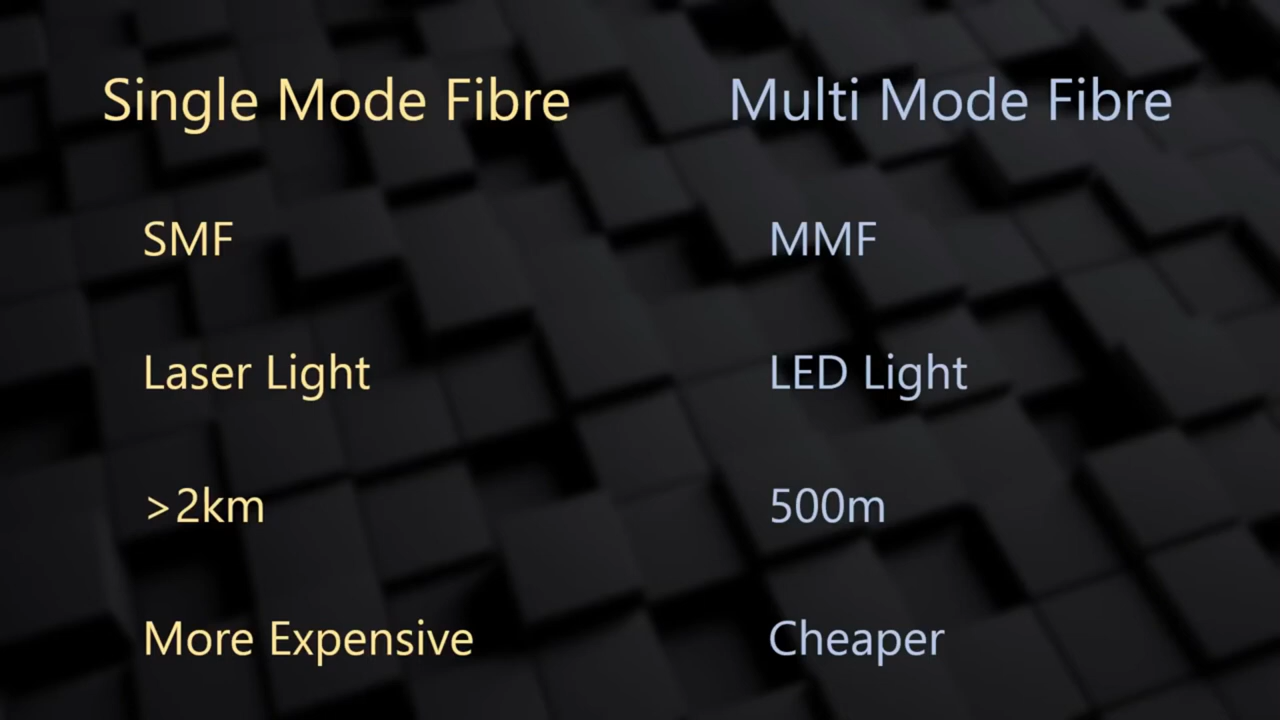 Single Mode Fibre
SMF
Laser Light
>2km
More Expensive
Multi Mode Fibre
MMF
LED Light
500m
Cheaper